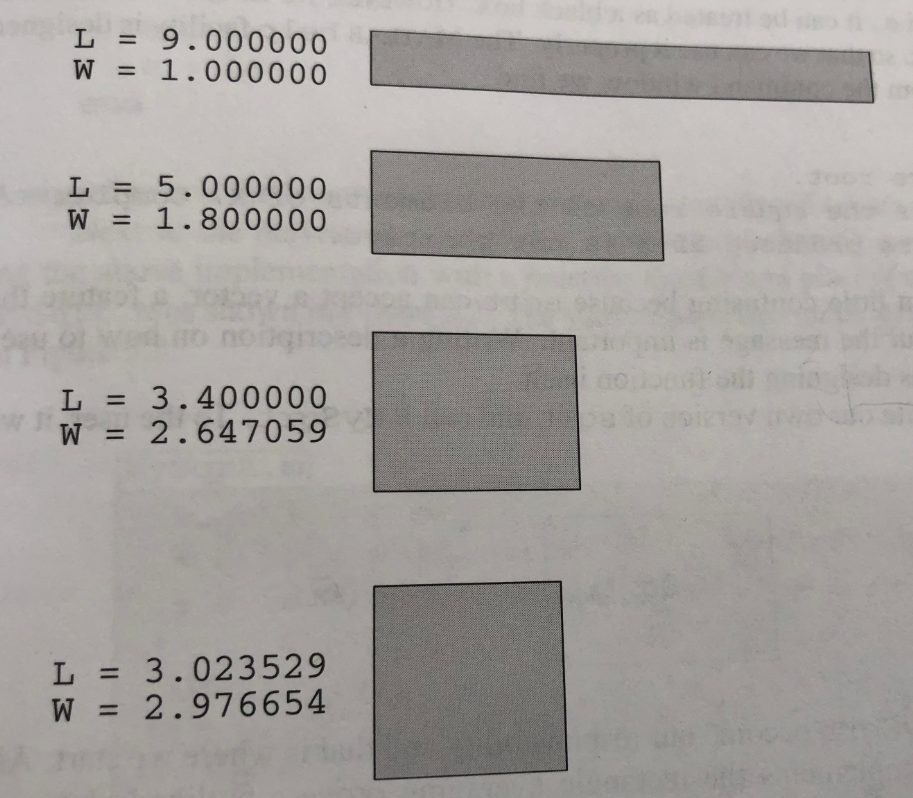 L = 9.000000
W = 1.000000
L = 5.000000
W = 1.800000
L = 3.400000
W = 2.647059
L = 3.023529
W = 2.976654